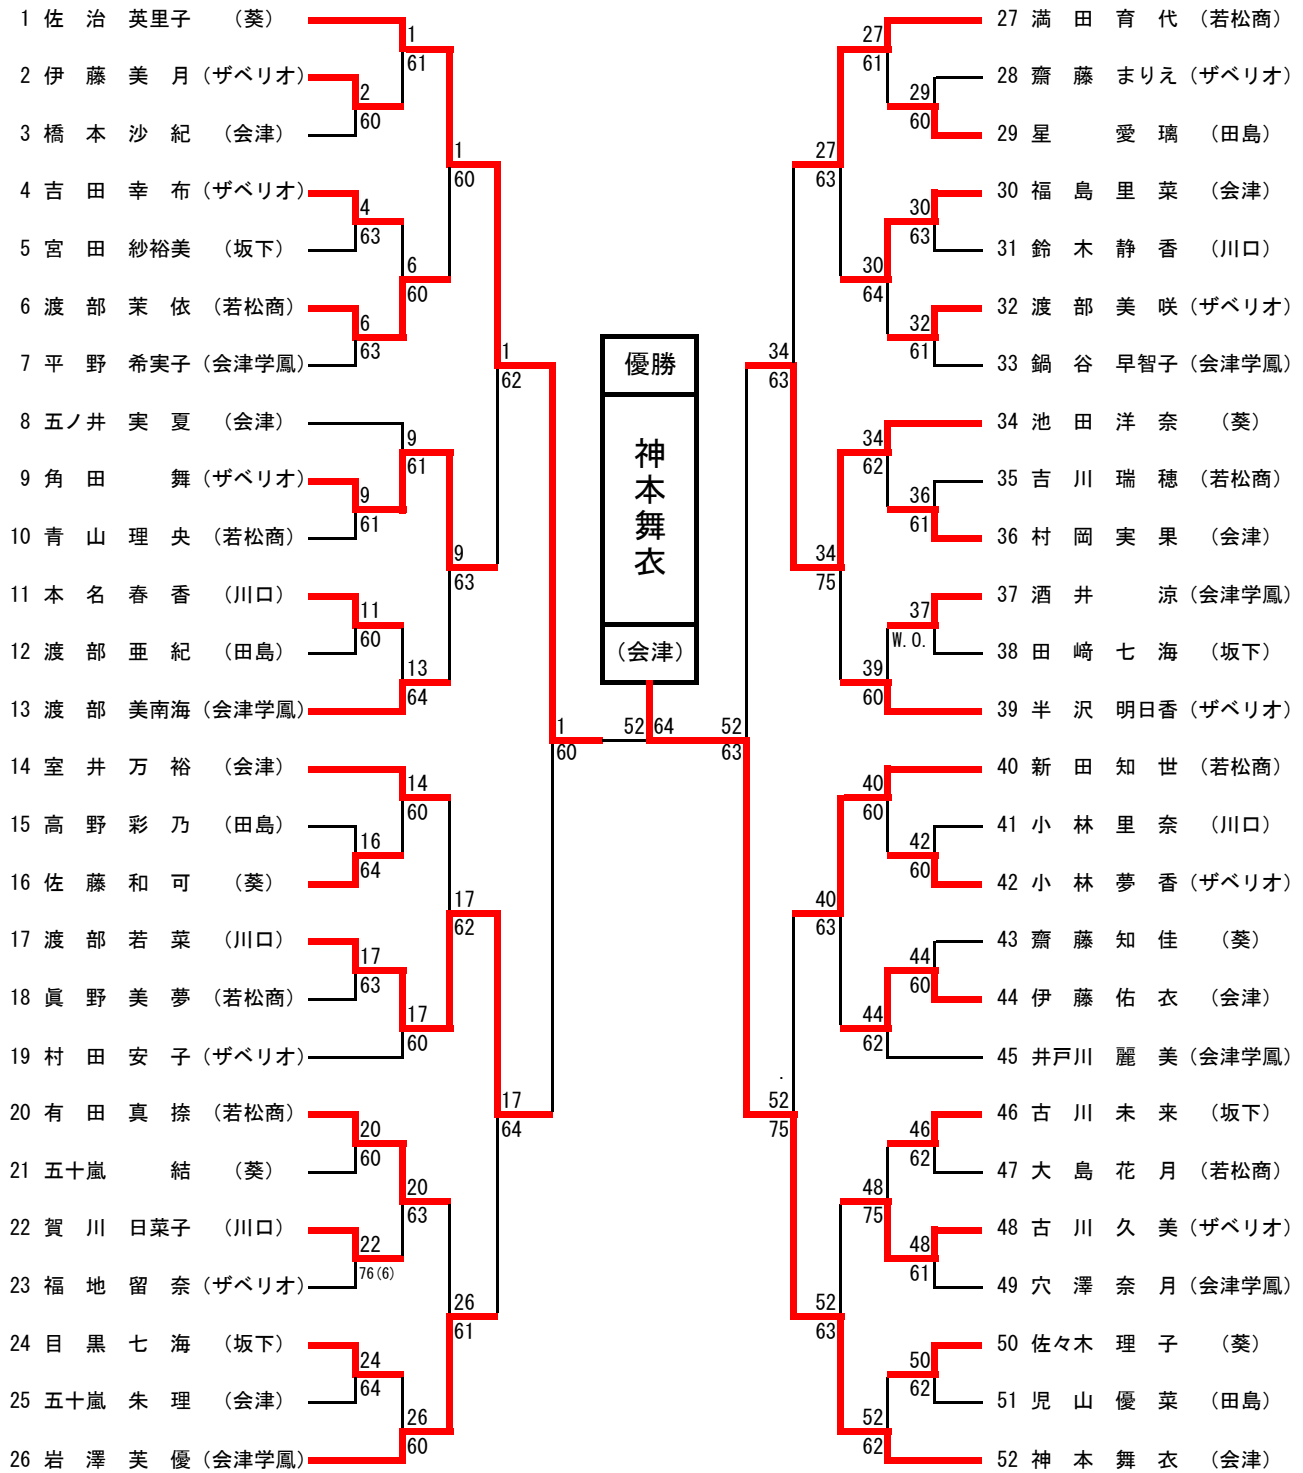 1 佐 治 英里子 （葵）
2 伊 藤 美 月 （ザベリオ）
3 橋 本 沙 紀 （会津）
4 吉 田 幸 布 （ザベリオ）
5 宮 田 紗裕美 （坂下）
6 渡 部 茉 依 （若松商）
7 平 野 希実子 （会津学鳳）
8 五ノ井 実 夏 （会津）
9 角 田 舞 （ザベリオ）
10 青 山 理 央 （若松商）
11 本 名 春 香 （川口）
12 渡 部 亜 紀 （田島）
13 渡 部 美南海 （会津学鳳）
14 室 井 万 裕 （会津）
15 高 野 彩 乃 （田島）
16 佐 藤 和 可 （葵）
17 渡 部 若 菜 （川口）
18 眞 野 美 夢 （若松商）
19 村 田 安 子 （ザベリオ）
20 有 田 真 捺 （若松商）
21 五十嵐 結 （葵）
22 賀 川 日菜子 （川口）
23 福 地 留 奈 （ザベリオ）
24 目 黒 七 海 （坂下）
25 五十嵐 朱 理 （会津）
26 岩 澤 芙 優 （会津学鳳）
2
60
4
63
6
63
9
61
11
60
16
64
17
63
20
60
22
76(6)
24
64
1
61
6
60
9
61
13
64
14
60
17
60
20
63
26
60
1
60
9
63
17
62
26
61
1
62
17
64
1
60
優勝
神本舞衣
（会津）
52 64
52
63
34
63
52
75
.
27
63
34
75
40
63
52
63
27
61
30
64
34
62
39
60
40
60
44
62
48
75
52
62
29
60
30
63
32
61
36
61
37
W.O.
42
60
44
60
46
62
48
61
50
62
27 満 田 育 代 （若松商）
28 齋 藤 まりえ （ザベリオ）
29 星 愛 璃 （田島）
30 福 島 里 菜 （会津）
31 鈴 木 静 香 （川口）
32 渡 部 美 咲 （ザベリオ）
33 鍋 谷 早智子 （会津学鳳）
34 池 田 洋 奈 （葵）
35 吉 川 瑞 穂 （若松商）
36 村 岡 実 果 （会津）
37 酒 井 涼 （会津学鳳）
38 田 﨑 七 海 （坂下）
39 半 沢 明日香 （ザベリオ）
40 新 田 知 世 （若松商）
41 小 林 里 奈 （川口）
42 小 林 夢 香 （ザベリオ）
43 齋 藤 知 佳 （葵）
44 伊 藤 佑 衣 （会津）
45 井戸川 麗 美 （会津学鳳）
46 古 川 未 来 （坂下）
47 大 島 花 月 （若松商）
48 古 川 久 美 （ザベリオ）
49 穴 澤 奈 月 （会津学鳳）
50 佐々木 理 子 （葵）
51 児 山 優 菜 （田島）
52 神 本 舞 衣 （会津）